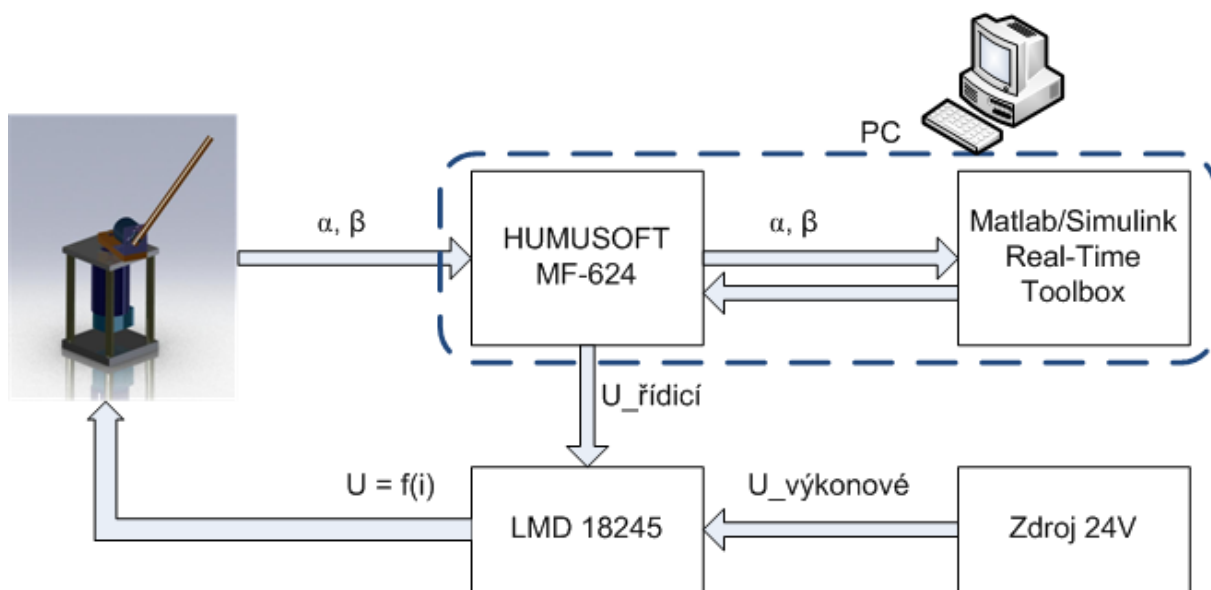 PC
α, β
HUMUSOFT
MF-624
α, β
Matlab/Simulink
Real-Time
Toolbox
U_řídicí
U = f(i)
LMD 18245
U_výkonové
Zdroj 24V